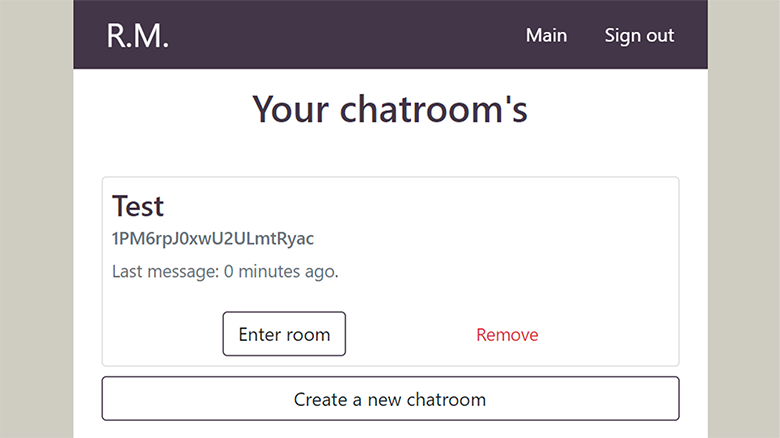 R.M.
Main
Sign out
Your chatroom's
Test
1PM6rpJ0xwU2ULmtRyac
Last message: 0 minutes ago.
Enter room
Remove
Create a new chatroom